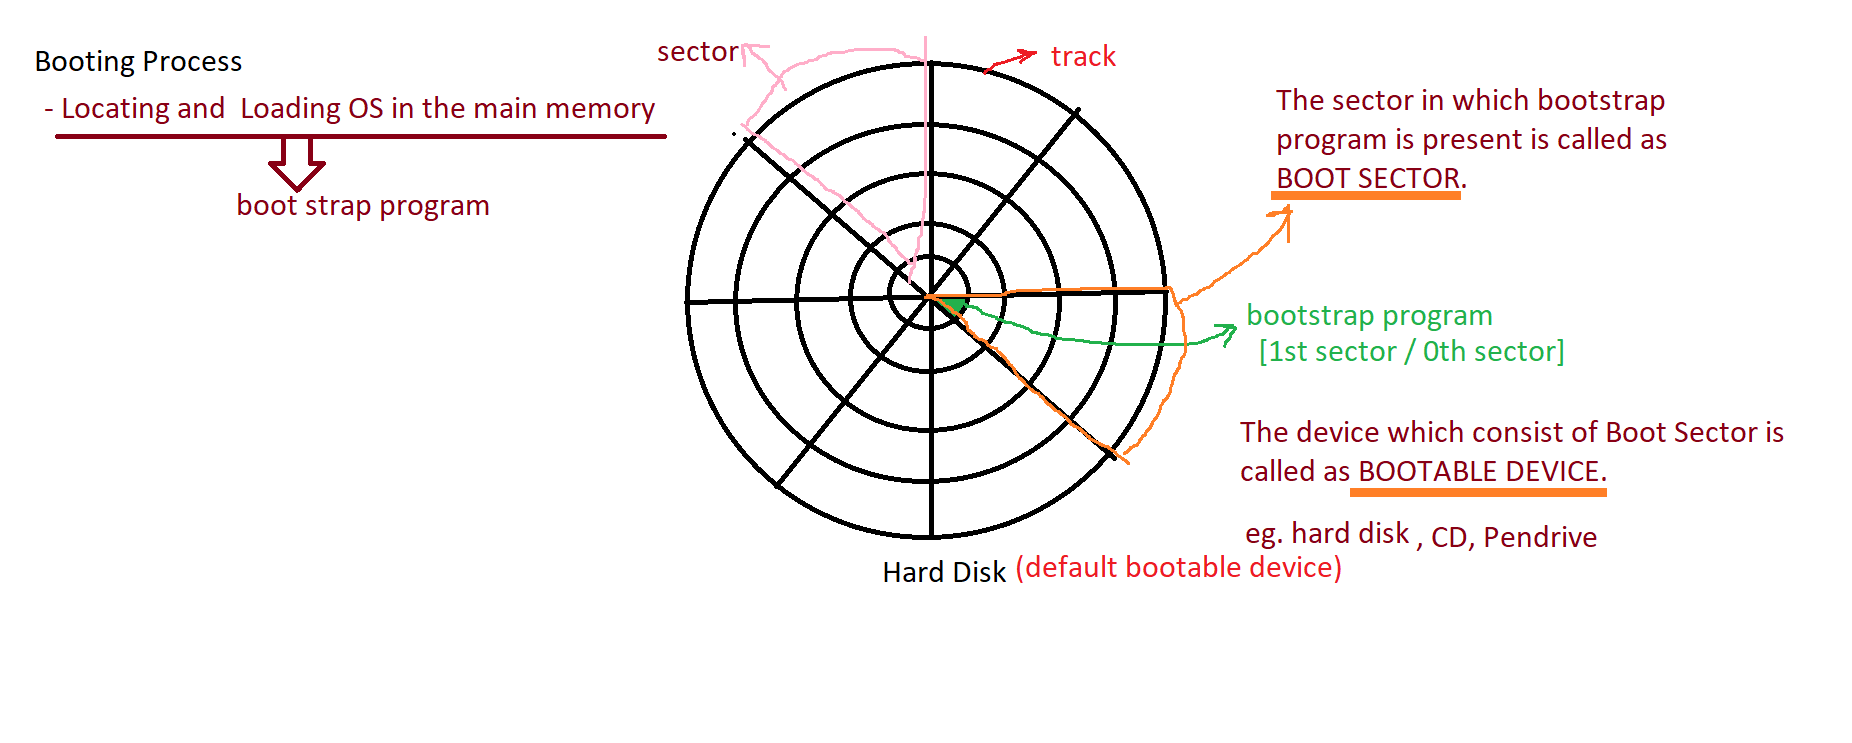 Booting Process
- Locating and Loading OS in the main memory
boot strap program
sector
track
The sector in which bootstrap
program is present is called as
BOOT SECTOR.
bootstrap program
[1st sector / 0th sector]
The device which consist of Boot Sector is
called as BOOTABLE DEVICE.
eg. hard disk , CD, Pendrive
Hard Disk (default bootable device)